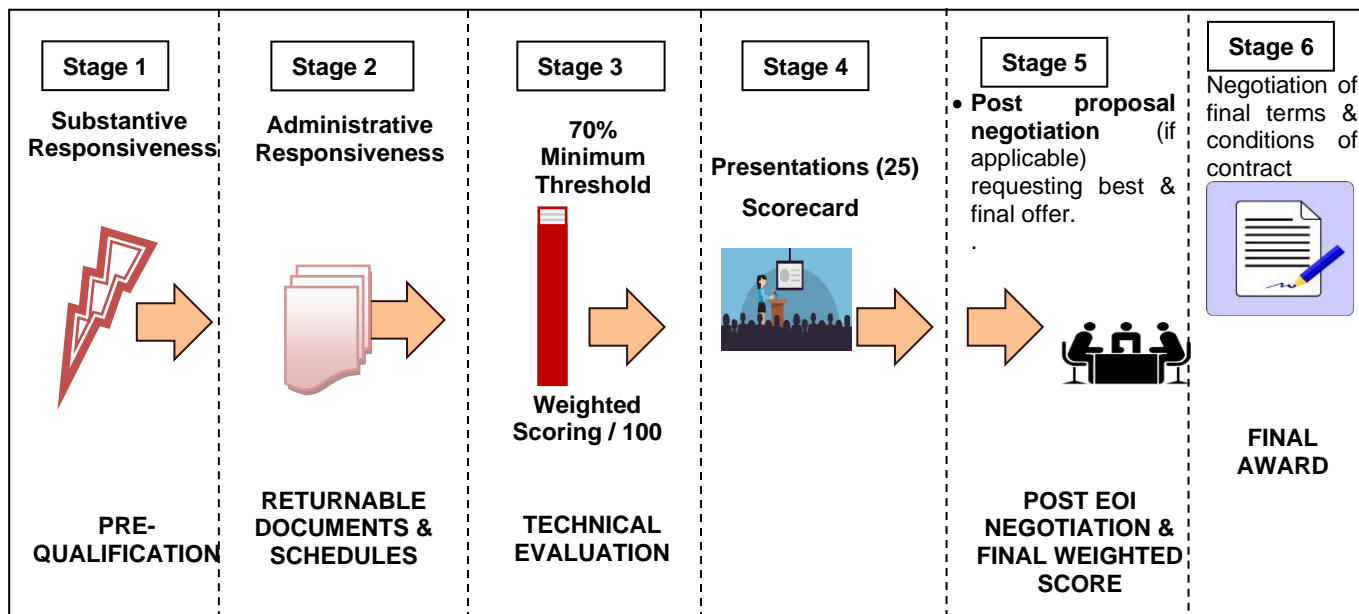 Stage 1
Substantive
Responsiveness
PRE-
QUALIFICATION
Stage 2
Administrative
Responsiveness
RETURNABLE
DOCUMENTS &
SCHEDULES
Stage 3
70%
Minimum
Threshold
Weighted
Scoring / 100
TECHNICAL
EVALUATION
Stage 4
Presentations (25)
Scorecard
Stage 5
• Post proposal
negotiation (if
applicable)
requesting best &
final offer.
.
POST EOI
NEGOTIATION &
FINAL WEIGHTED
SCORE
Stage 6
Negotiation of
final terms &
conditions of
contract
FINAL
AWARD